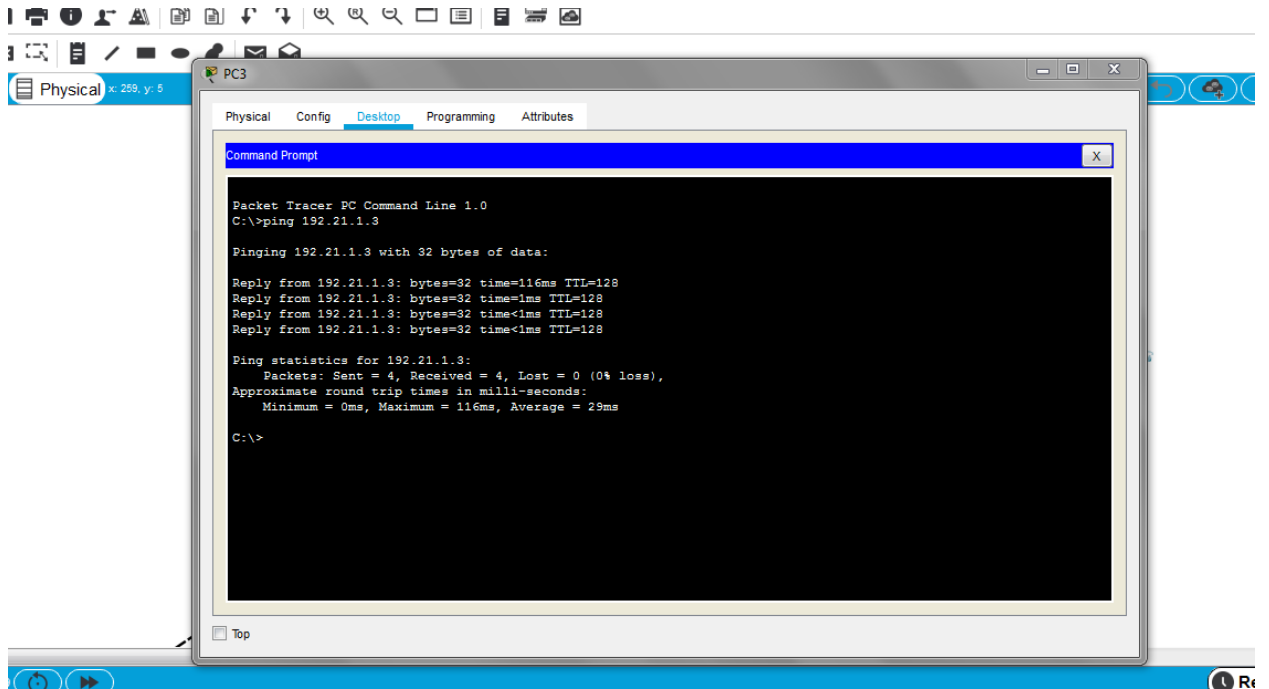 Physical x: 259, y: 5
PC3
Physical Config Desktop Programming Attributes
Command Prompt
X
Packet Tracer PC Command Line 1.0
C:\>ping 192.21.1.3
Pinging 192.21.1.3 with 32 bytes of data:
Reply from 192.21.1.3: bytes=32 time=116ms TTL=128
Reply from 192.21.1.3: bytes=32 time=1ms TTL=128
Reply from 192.21.1.3: bytes=32 time<1ms TTL=128
Reply from 192.21.1.3: bytes=32 time<1ms TTL=128
Ping statistics for 192.21.1.3:
Packets: Sent = 4, Received = 4, Lost = 0 (0% loss),
Approximate round trip times in milli-seconds:
Minimum = 0ms, Maximum = 116ms, Average = 29ms
C:\>
Top